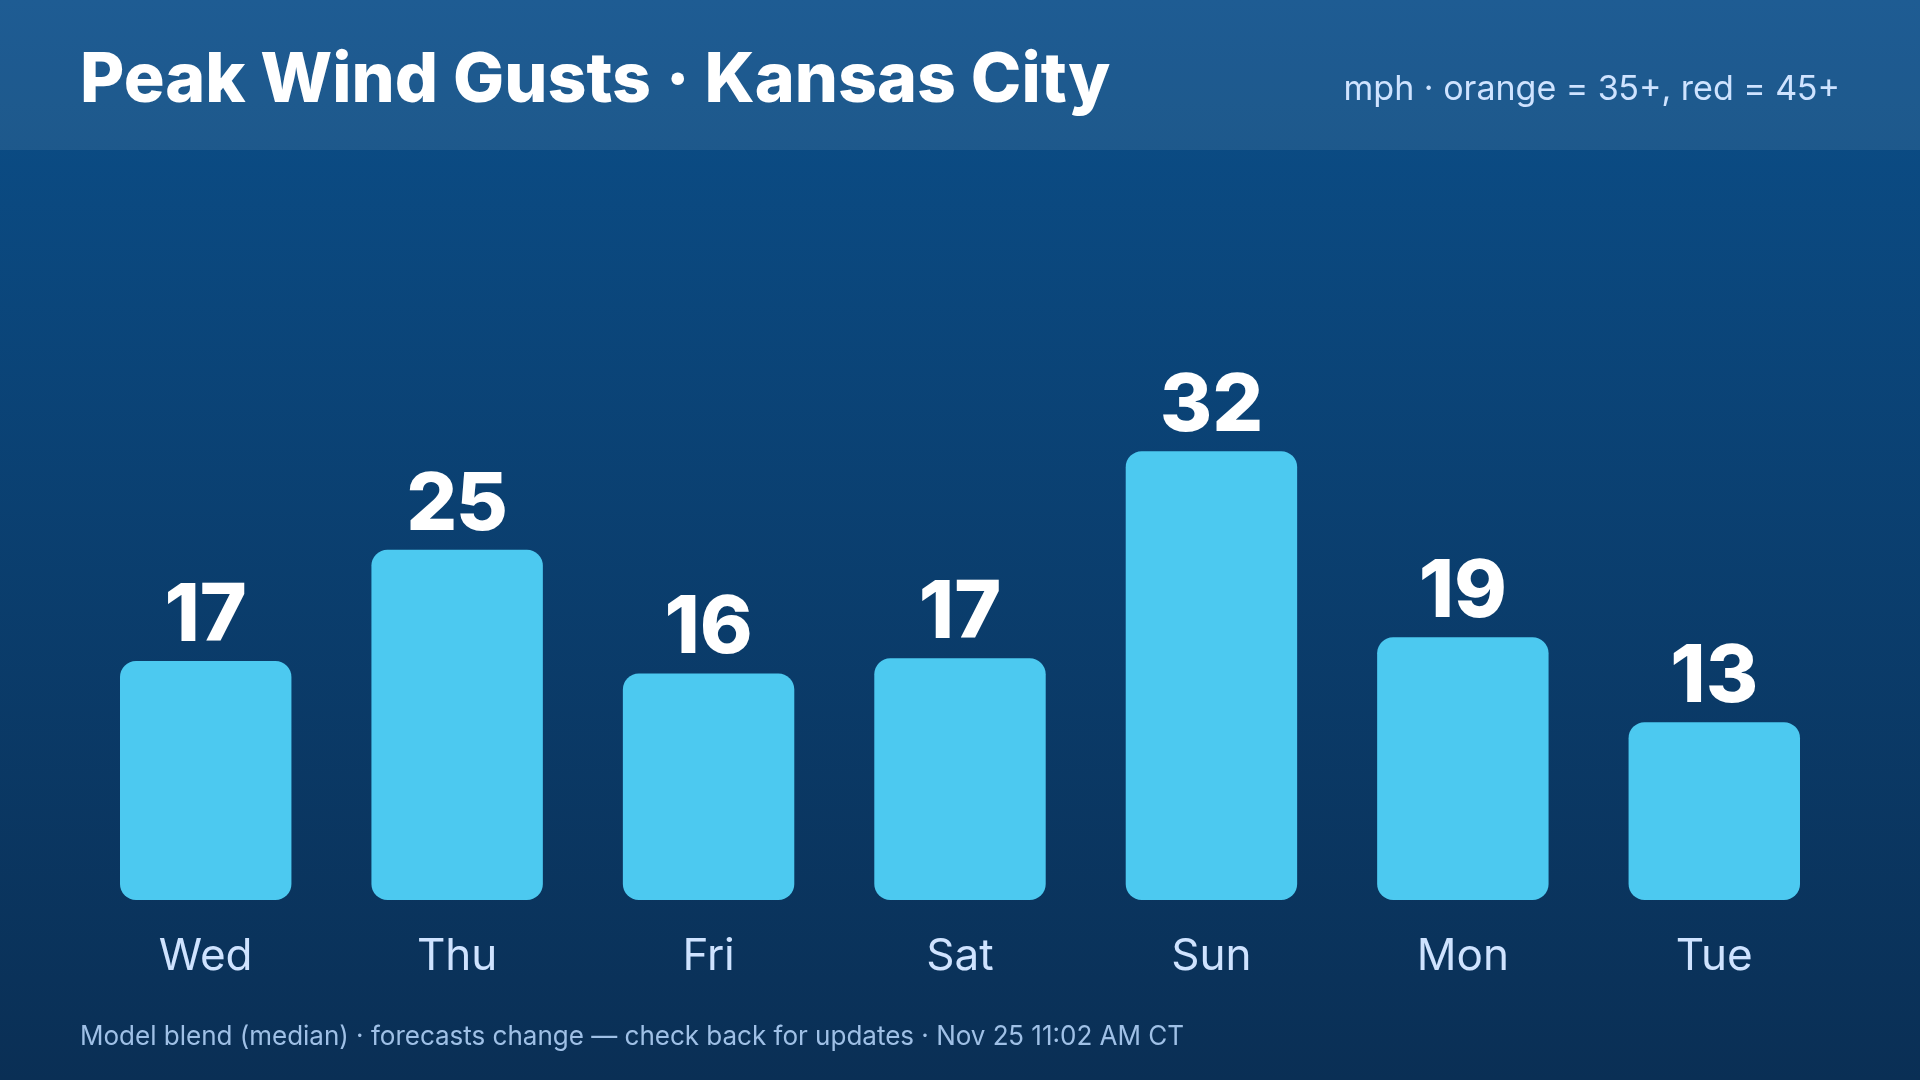 Peak Wind Gusts · Kansas City
mph · orange = 35+, red = 45+
32
25
19
17
17
16
13
Wed Thu Fri Sat Sun Mon Tue
Model blend (median) · forecasts change — check back for updates · Nov 25 11:02 AM CT